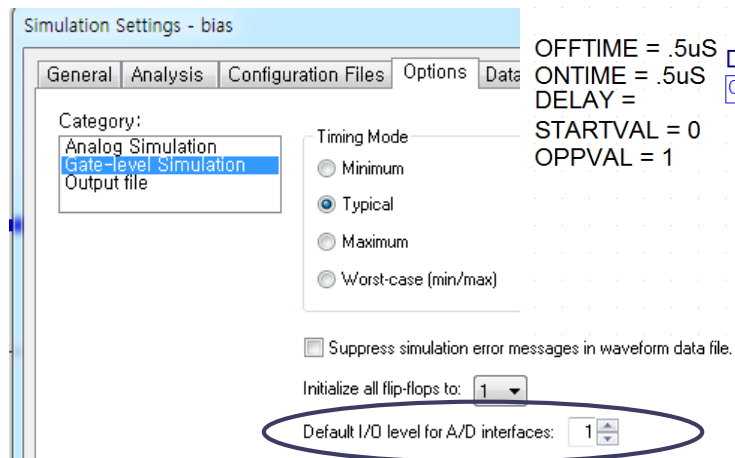 Simulation Settings - bias
General Analysis Configuration Files Options Data
Category:
Analog Simulation
Gate-level Simulation
Output file
Timing Mode
Minimum
Typical
Maximum
Worst-case (min/max)
Suppress simulation error messages in waveform data file.
Initialize all flip-flops to: 1
Default I/O level for A/D interfaces: 1
OFFTIME = .5uS
ONTIME = .5uS
DELAY =
STARTVAL = 0
OPPVAL = 1